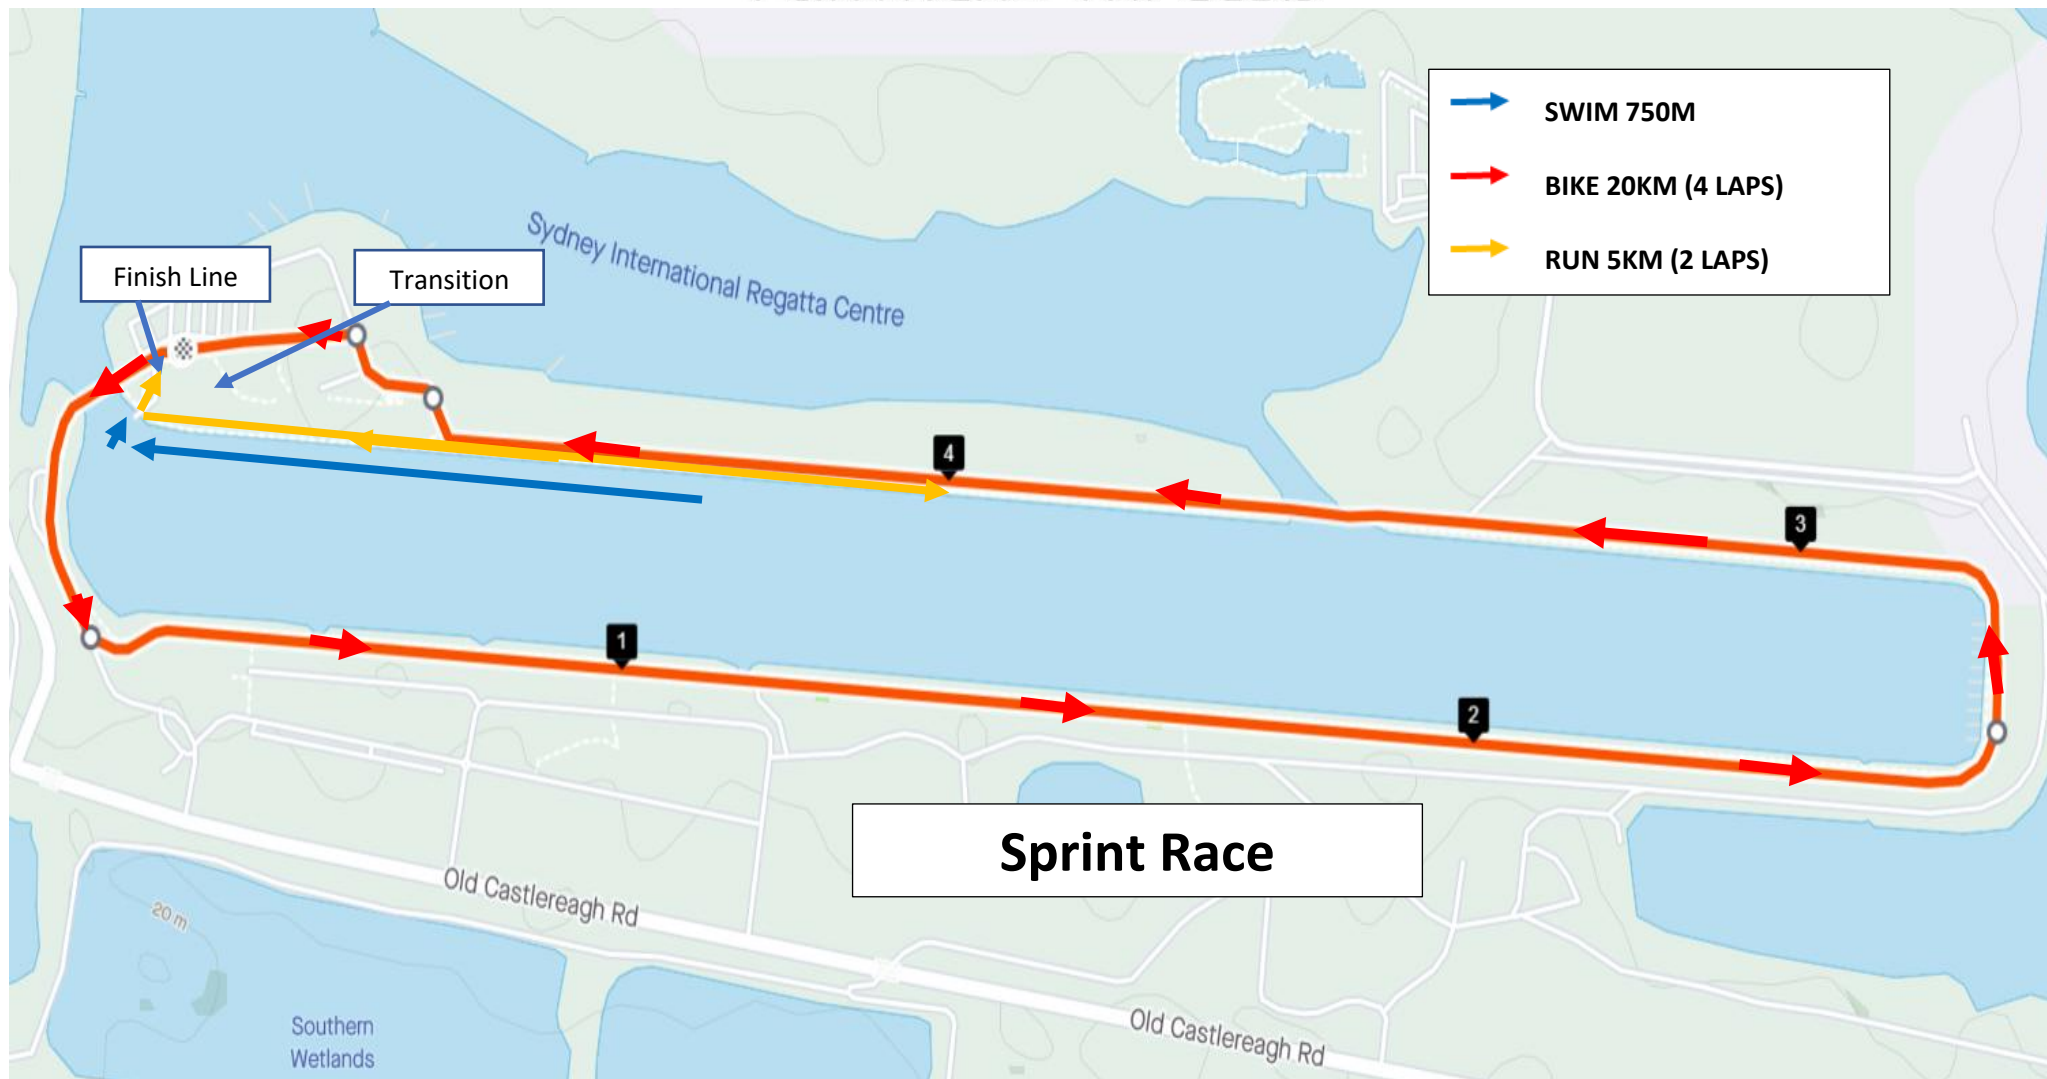 SWIM 750M
BIKE 20KM (4 LAPS)
RUN 5KM (2 LAPS)
Sydney International Regatta Centre
Finish Line
Transition
4
3
1
2
Sprint Race
Old Castlereagh Rd
20 m
Old Castlereagh Rd
Southern
Wetlands